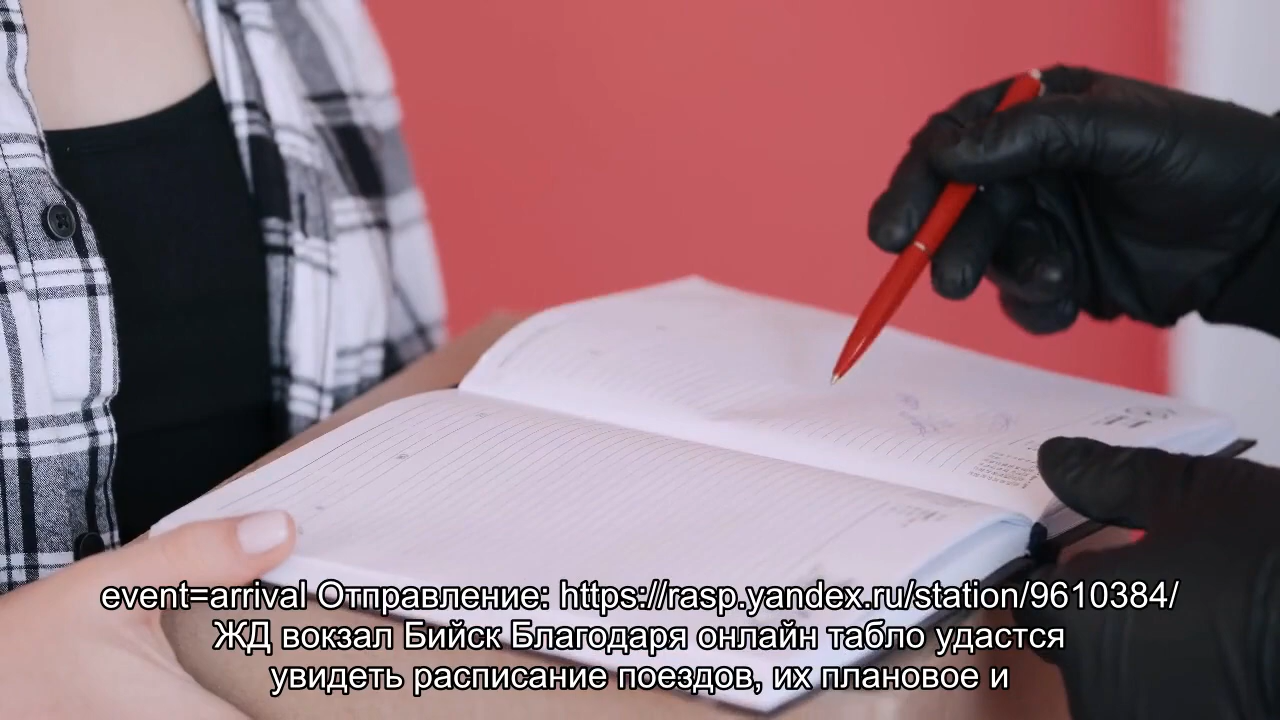 event=arrival Отправление: https://rasp.yandex.ru/station/9610384/
ЖД вокзал Бийск Благодаря онлайн табло удастся
увидеть расписание поездов, их плановое и